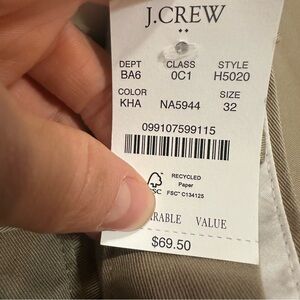 J.CREW
DEPT CLASS STYLE
BA6 0C1 H5020
COLOR SIZE
KHA NA5944 32
099107599115
RECYCLED
Paper
FSC™ C134125
VALUE
$69.50